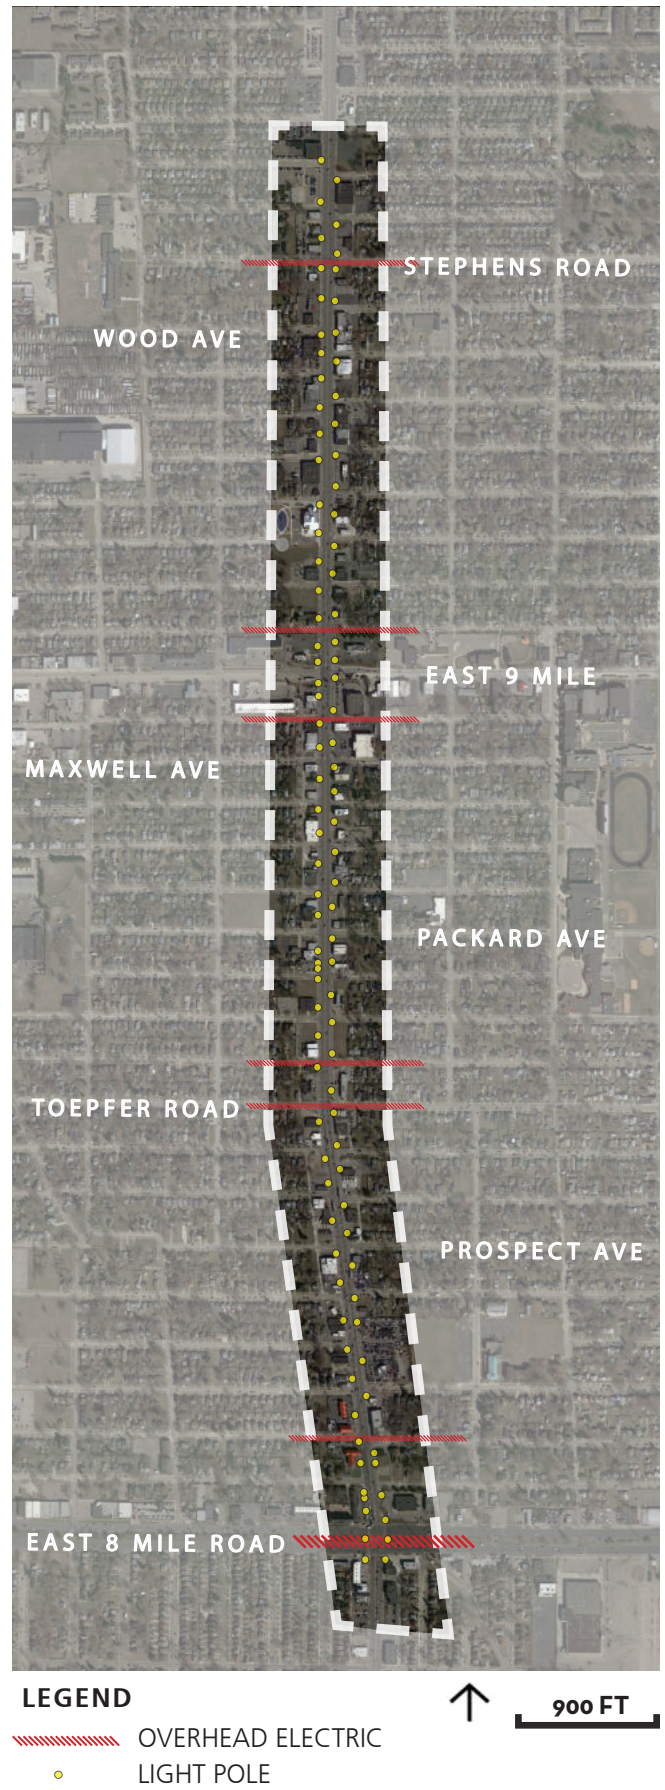 STEPHENS ROAD
WOOD AVE
EAST 9 MILE
MAXWELL AVE
PACKARD AVE
TOEPFER ROAD
PROSPECT AVE
EAST 8 MILE ROAD
LEGEND
900 FT
OVERHEAD ELECTRIC
LIGHT POLE